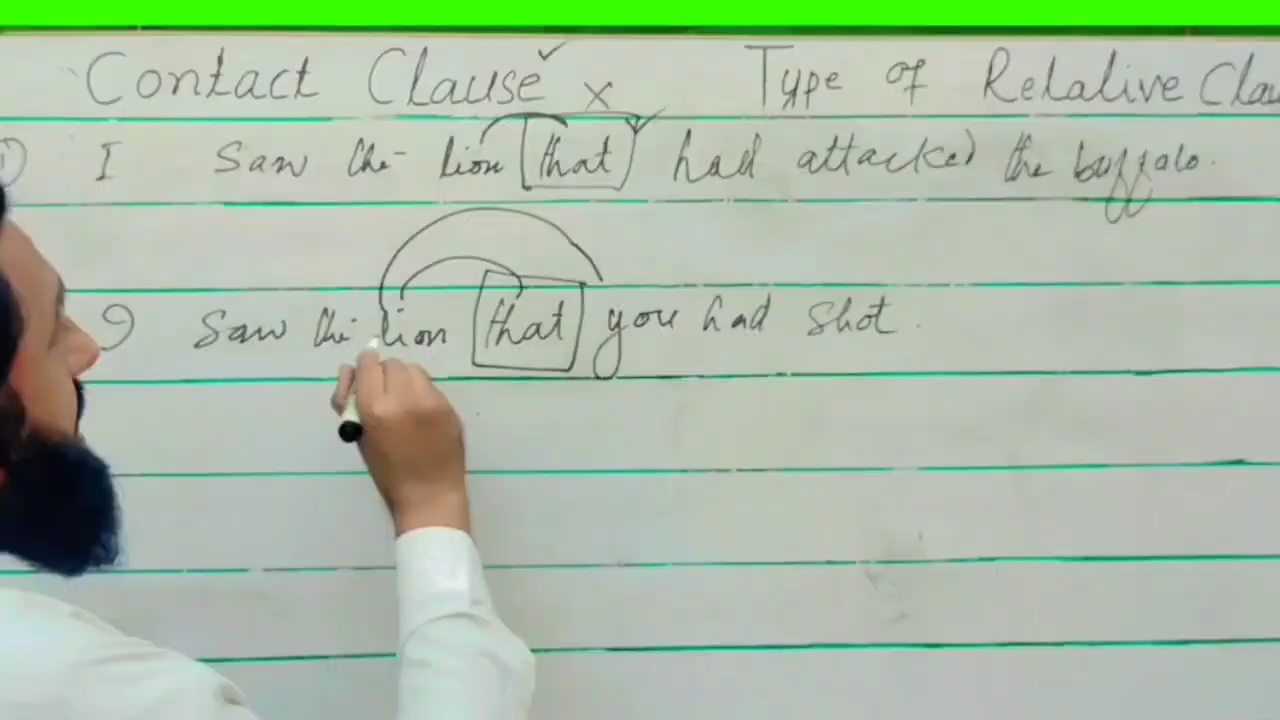 Contact Clause ✓ × Type of Relative Clau
1) I Saw the lion that ✓ had attacked the buffalo.
I Saw the lion that you had shot.